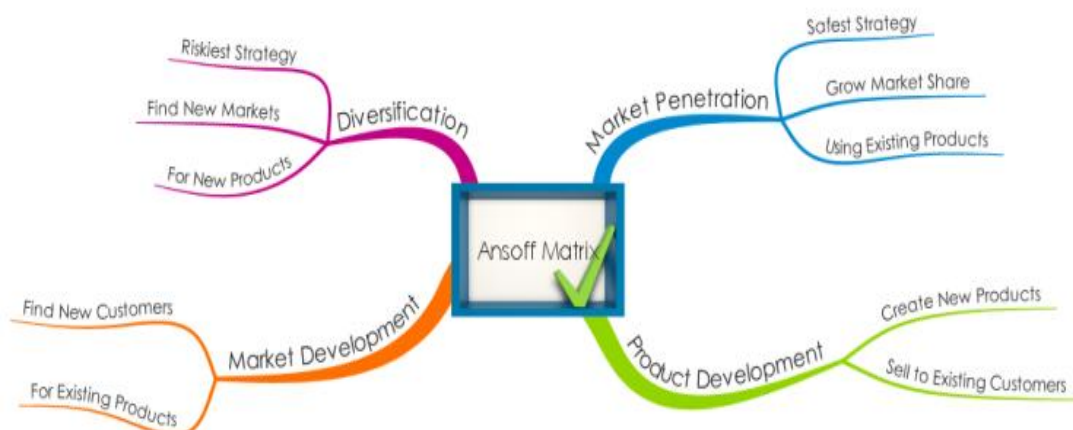 Ansoff Matrix
Market Penetration
Safest Strategy
Grow Market Share
Using Existing Products
Product Development
Create New Products
Sell to Existing Customers
Market Development
Find New Customers
For Existing Products
Diversification
Riskiest Strategy
Find New Markets
For New Products